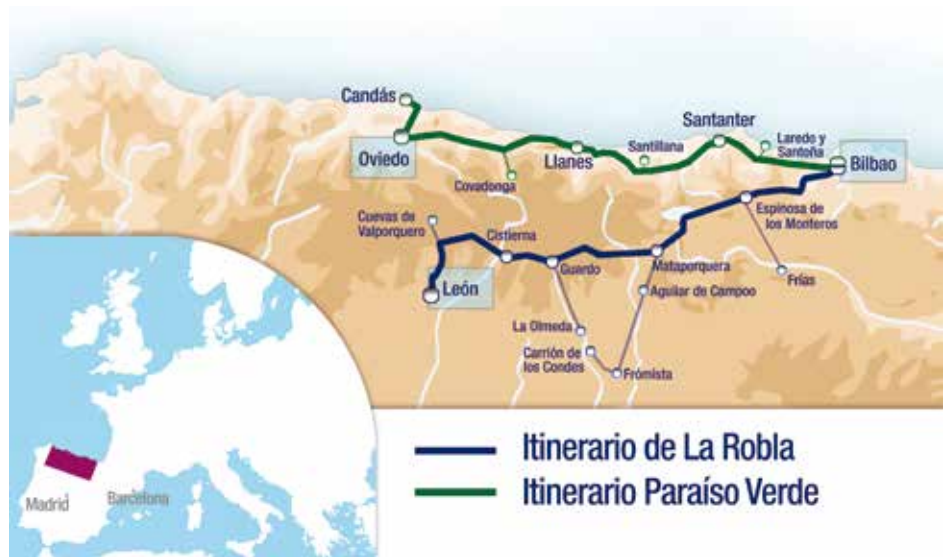 Candás
Oviedo
Covadonga
Llanes
Santillana
Santanter
Laredo y
Santoña
Bilbao
Cuevas de
Valporquero
León
Cistierna
Guardo
Mataporquera
Espinosa de
los Monteros
Frías
Aguilar de Campoo
La Olmeda
Carrión de
los Condes
Frómista
Madrid
Barcelona
Itinerario de La Robla
Itinerario Paraíso Verde